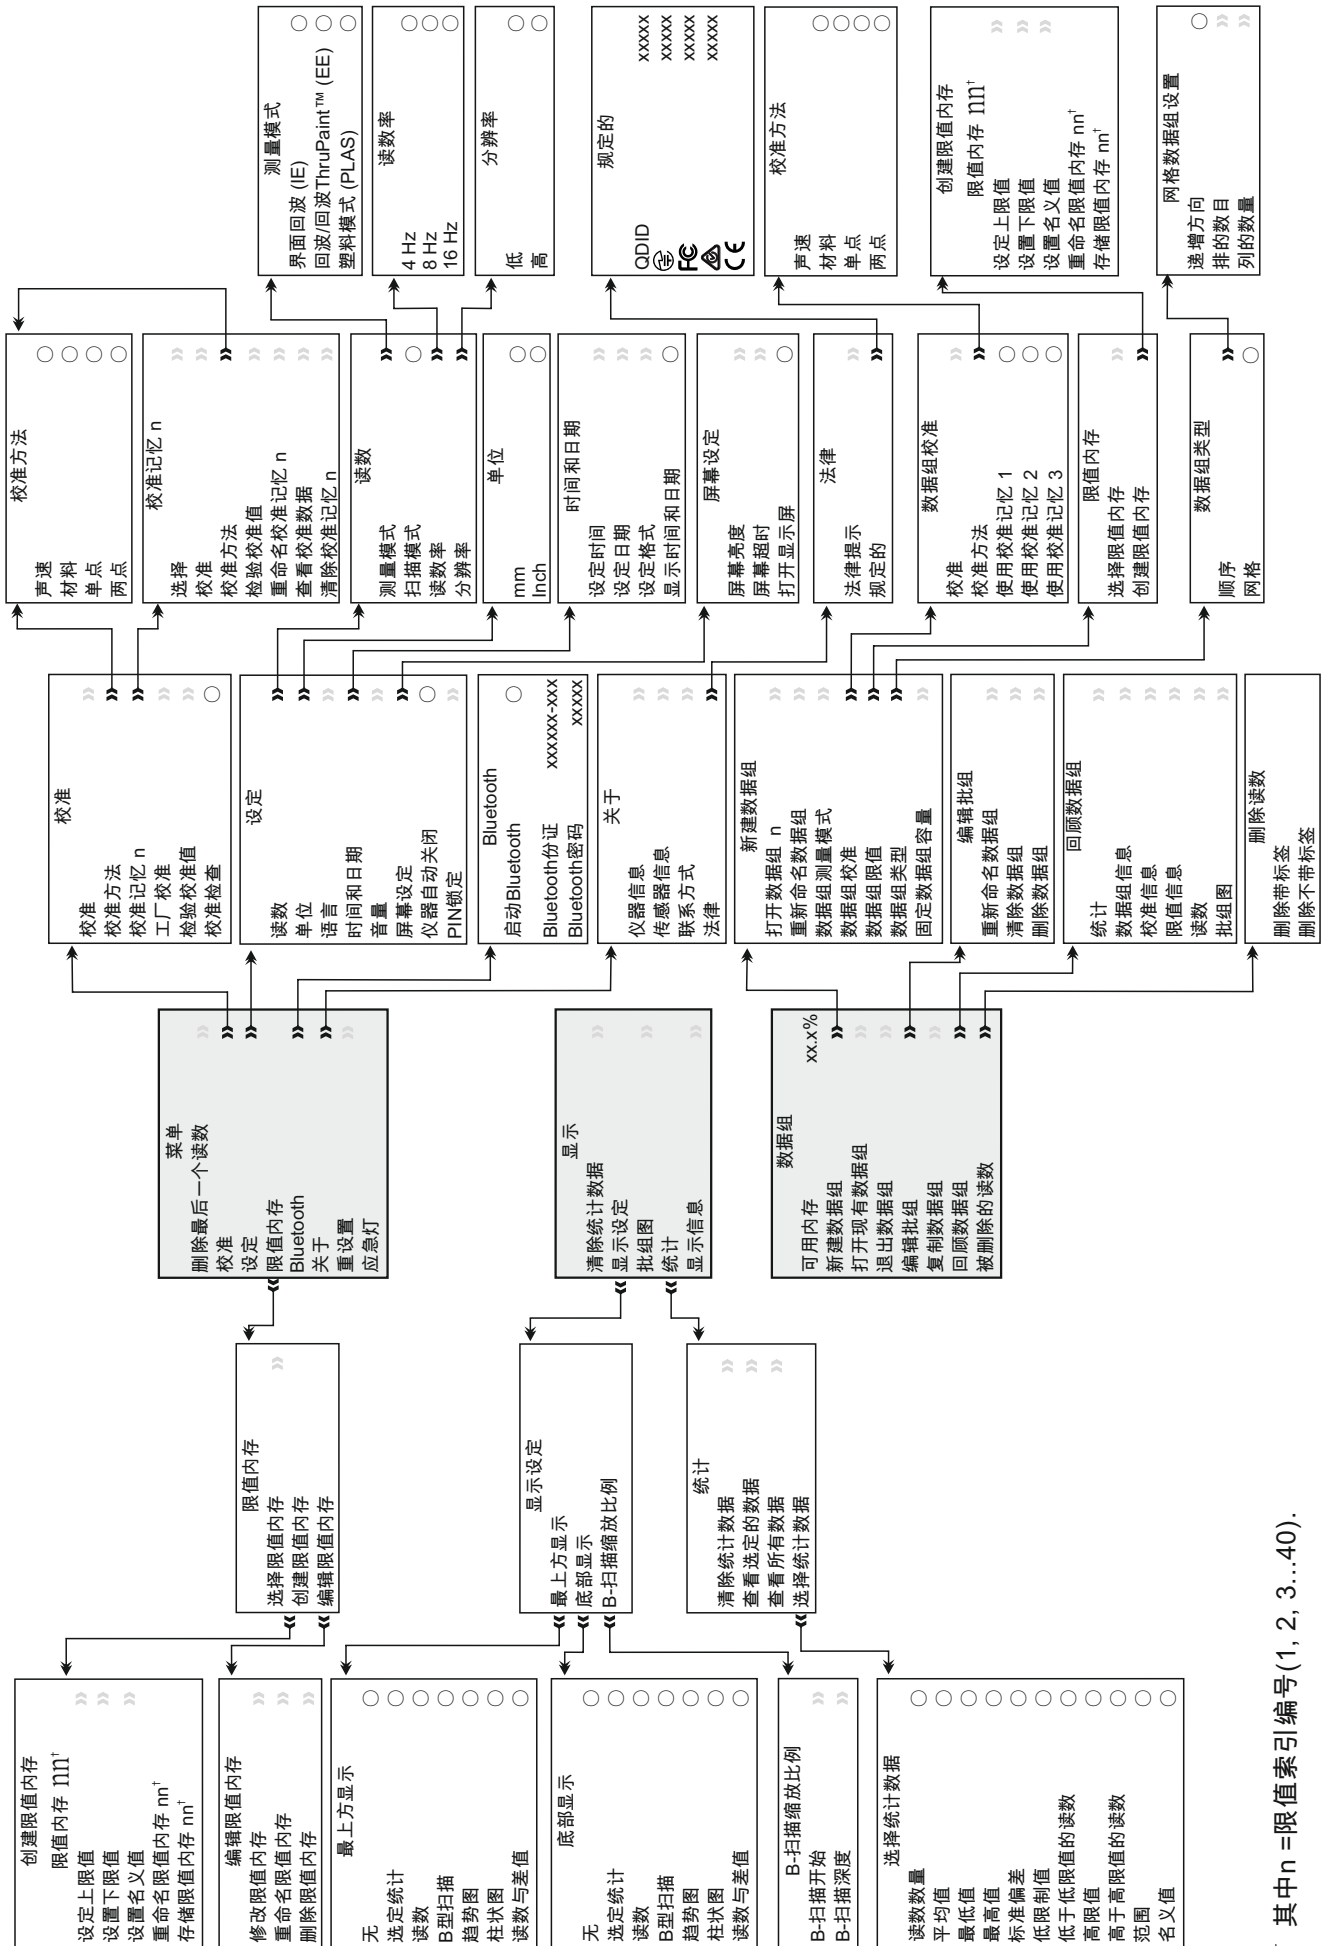 创建限值内存
限值内存 nn†
设定上限值
设置下限值
设置名义值
重命名限值内存 nn†
存储限值内存 nn†
编辑限值内存
修改限值内存
重命名限值内存
删除限值内存
最上方显示
无
选定统计
读数
B型扫描
趋势图
柱状图
读数与差值
底部显示
无
选定统计
读数
B型扫描
趋势图
柱状图
读数与差值
B-扫描缩放比例
B-扫描开始
B-扫描深度
选择统计数据
读数数量
平均值
最低值
最高值
标准偏差
低限制值
低于低限值的读数
高限值
高于高限值的读数
范围
名义值
限值内存
选择限值内存
创建限值内存
编辑限值内存
显示设定
最上方显示
底部显示
B-扫描缩放比例
统计
清除统计数据
查看选定的数据
查看所有数据
选择统计数据
菜单
删除最后一个读数
校准
设定
限值内存
Bluetooth
关于
重设置
应急灯
显示
清除统计数据
显示设定
批组图
统计
显示信息
数据组
可用内存 xx.x%
新建数据组
打开现有数据组
退出数据组
编辑批组
复制数据组
回顾数据组
被删除的读数
校准
校准
校准方法
校准记忆 n
工厂校准
检验校准值
校准检查
设定
读数
单位
语言
时间和日期
音量
屏幕设定
仪器自动关闭
PIN锁定
Bluetooth
启动Bluetooth
Bluetooth份证 xxxxxx-xxx
Bluetooth密码 xxxxx
关于
仪器信息
传感器信息
联系方式
法律
新建数据组
打开数据组 n
重新命名数据组
数据组测量模式
数据组校准
数据组限值
数据组类型
固定数据组容量
编辑批组
重新命名数据组
清除数据组
删除数据组
回顾数据组
统计
数据组信息
校准信息
限值信息
读数
批组图
删除读数
删除带标签
删除不带标签
校准方法
声速
材料
单点
两点
校准记忆 n
选择
校准
校准方法
检验校准值
重命名校准记忆 n
查看校准数据
清除校准记忆 n
读数
测量模式
扫描模式
读数率
分辨率
单位
mm
Inch
时间和日期
设定时间
设定日期
设定格式
显示时间和日期
屏幕设定
屏幕亮度
屏幕超时
打开显示屏
法律
法律提示
规定的
数据组校准
校准
校准方法
使用校准记忆 1
使用校准记忆 2
使用校准记忆 3
限值内存
选择限值内存
创建限值内存
数据组类型
顺序
网格
测量模式
界面回波 (IE)
回波/回波ThruPaint™ (EE)
塑料模式 (PLAS)
读数率
4 Hz
8 Hz
16 Hz
分辨率
低
高
规定的
QDID xxxxx
xxxxx
FC xxxxx
xxxxx
CE
校准方法
声速
材料
单点
两点
创建限值内存
限值内存 nn†
设定上限值
设置下限值
设置名义值
重命名限值内存 nn†
存储限值内存 nn†
网格数据组设置
递增方向
排的数目
列的数量
其中n =限值索引编号(1, 2, 3...40).